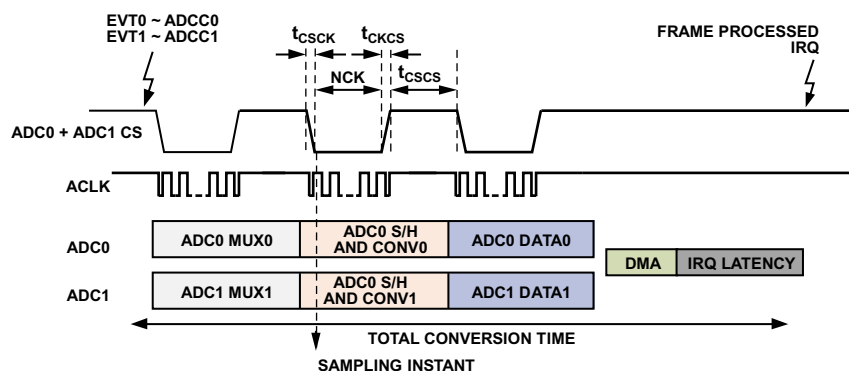 EVT0 ~ ADCC0
EVT1 ~ ADCC1
tCSCK
tCKCS
NCK
tCSCS
FRAME PROCESSED
IRQ
ADC0 + ADC1 CS
ACLK
ADC0
ADC0 MUX0
ADC0 S/H
AND CONV0
ADC0 DATA0
DMA
IRQ LATENCY
ADC1
ADC1 MUX1
ADC0 S/H
AND CONV1
ADC1 DATA1
TOTAL CONVERSION TIME
SAMPLING INSTANT